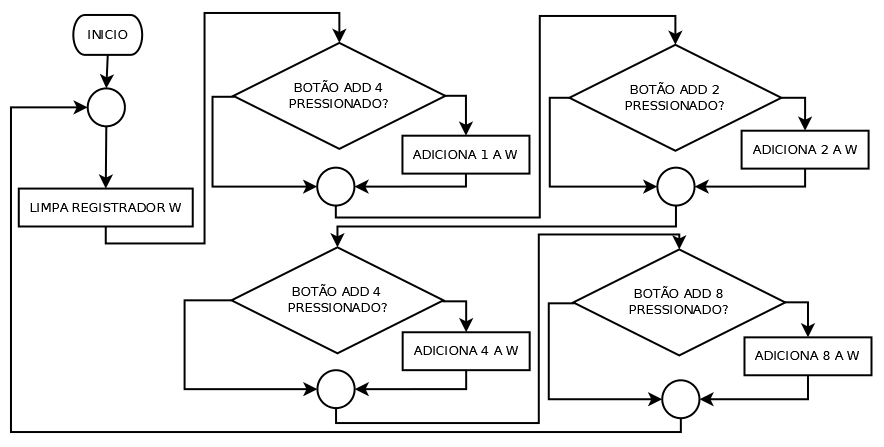 INICIO
LIMPA REGISTRADOR W
BOTÃO ADD 4
PRESSIONADO?
ADICIONA 1 A W
BOTÃO ADD 2
PRESSIONADO?
ADICIONA 2 A W
BOTÃO ADD 4
PRESSIONADO?
ADICIONA 4 A W
BOTÃO ADD 8
PRESSIONADO?
ADICIONA 8 A W